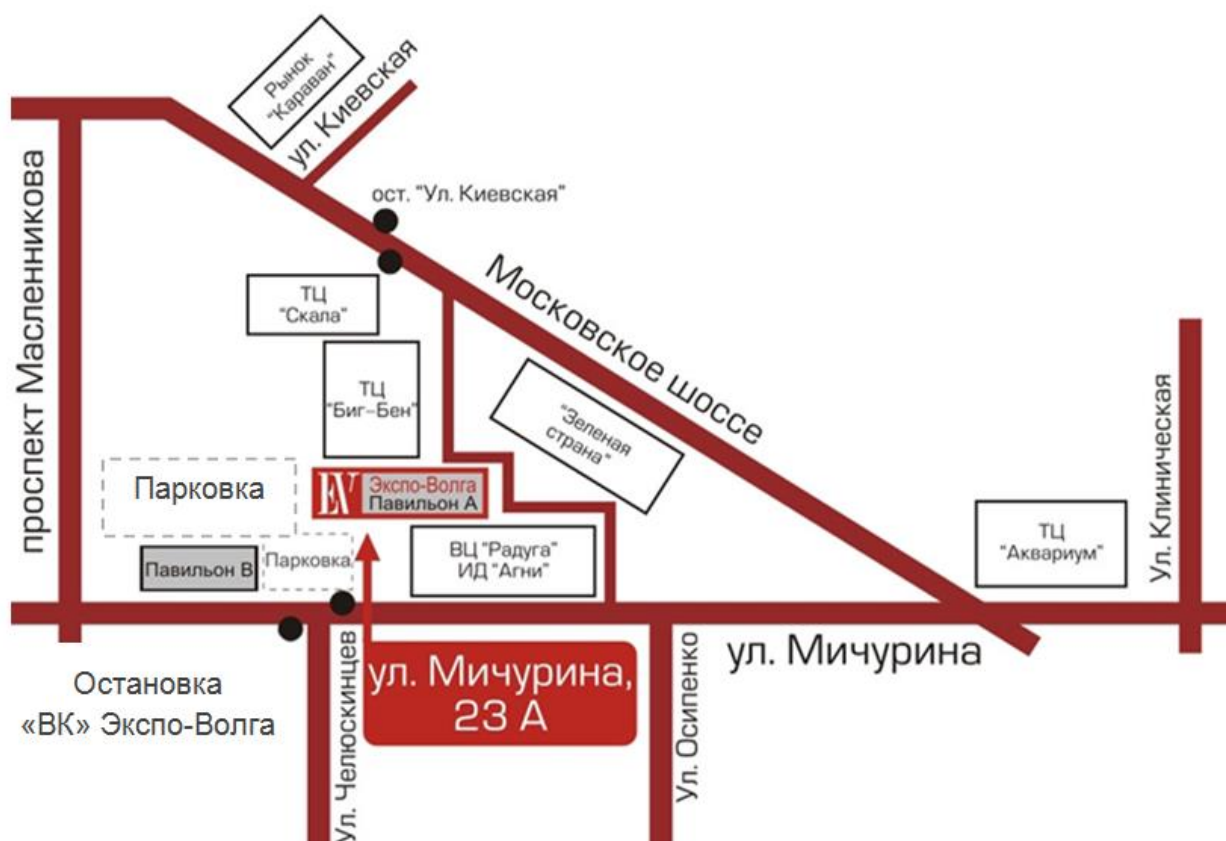 Рынок
"Караван"
ул. Киевская
ост. "Ул. Киевская"
проспект Масленникова
Московское шоссе
ТЦ
"Скала"
ТЦ
"Биг-Бен"
"Зеленая
страна"
Ул. Клиническая
Парковка
EV
Экспо-Волга
Павильон А
ТЦ
"Аквариум"
Павильон В
Парковка
ВЦ "Радуга"
ИД "Агни"
ул. Мичурина
Остановка
«ВК» Экспо-Волга
Ул. Челюскинцев
ул. Мичурина,
23 А
Ул. Осипенко